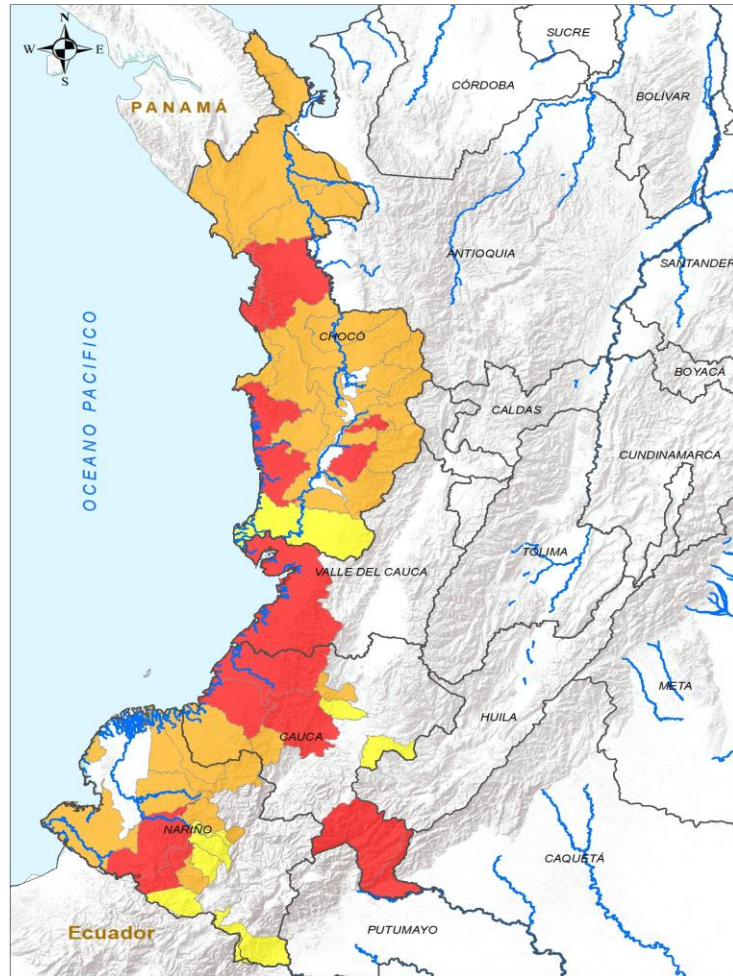 N
W E
S
SUCRE
CÓRDOBA
PANAMÁ
BOLÍVAR
ANTIOQUIA
SANTANDER
OCEANO PACIFICO
CHOCÓ
BOYACÁ
CALDAS
CUNDINAMARCA
TOLIMA
VALLE DEL CAUCA
META
HUILA
CAUCA
NARIÑO
CAQUETÁ
Ecuador
PUTUMAYO